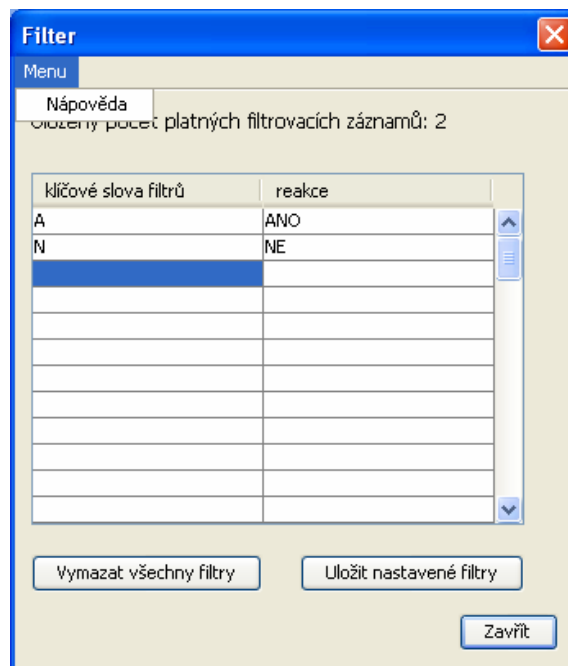 Filter
Menu
Nápověda
počet platných filtrovacích záznamů: 2
klíčové slova filtrů reakce
A ANO
N NE
Vymazat všechny filtry Uložit nastavené filtry
Zavřít